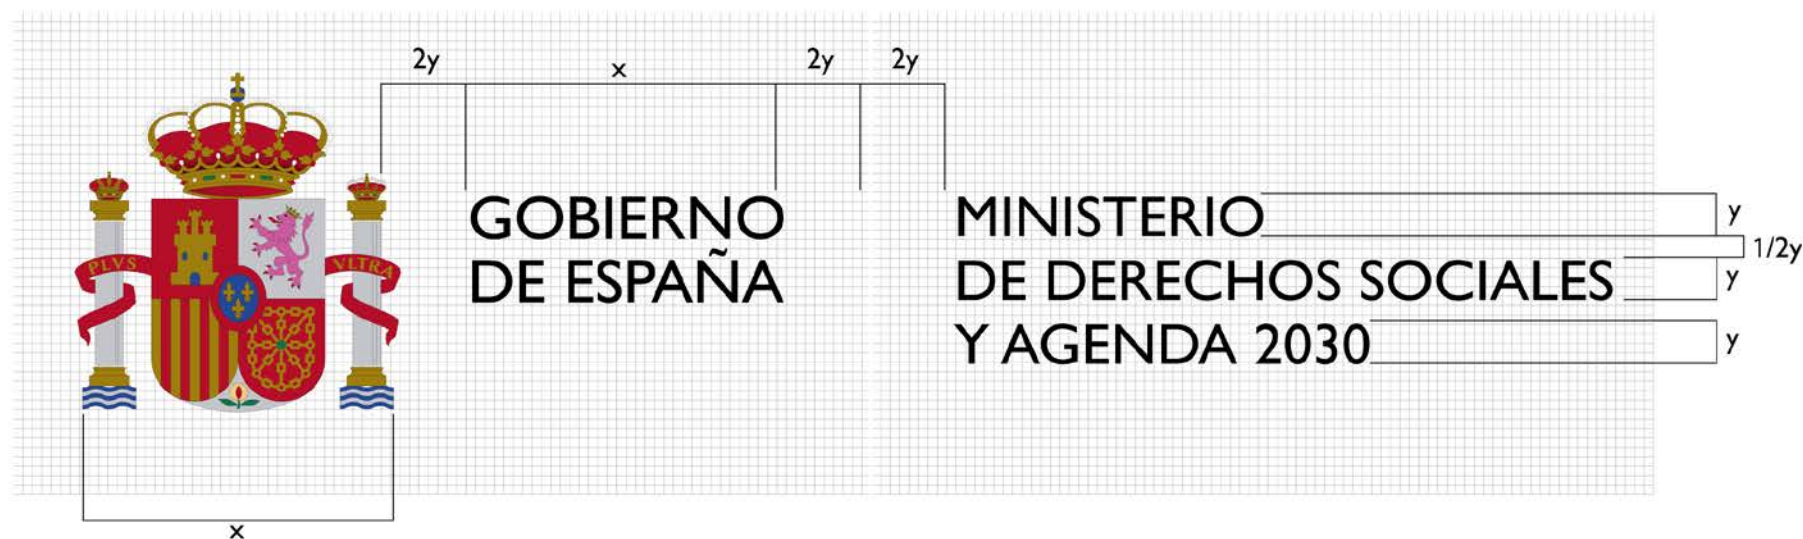 2y
x
2y
2y
GOBIERNO
DE ESPAÑA
MINISTERIO
DE DERECHOS SOCIALES
Y AGENDA 2030
y
1/2y
y
y
PLVS
VLTRA
x